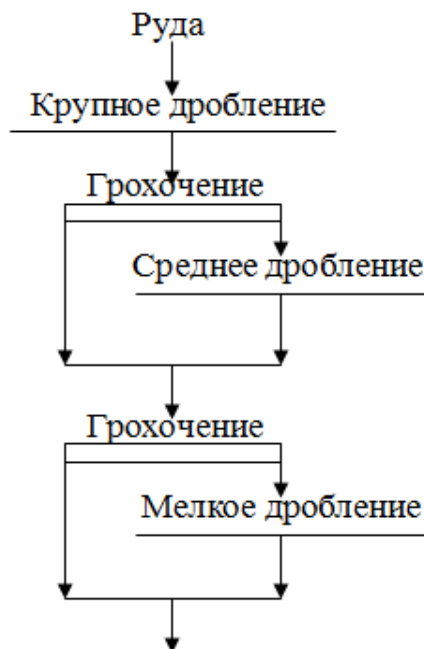 Руда
Крупное дробление
Грохочение
Среднее дробление
Грохочение
Мелкое дробление